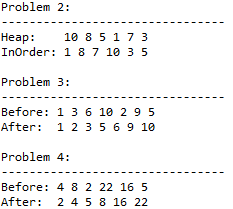 Problem 2:
--------------------------------
Heap:    10 8 5 1 7 3
InOrder: 1 8 7 10 3 5
Problem 3:
--------------------------------
Before: 1 3 6 10 2 9 5
After:  1 2 3 5 6 9 10
Problem 4:
--------------------------------
Before: 4 8 2 22 16 5
After:  2 4 5 8 16 22